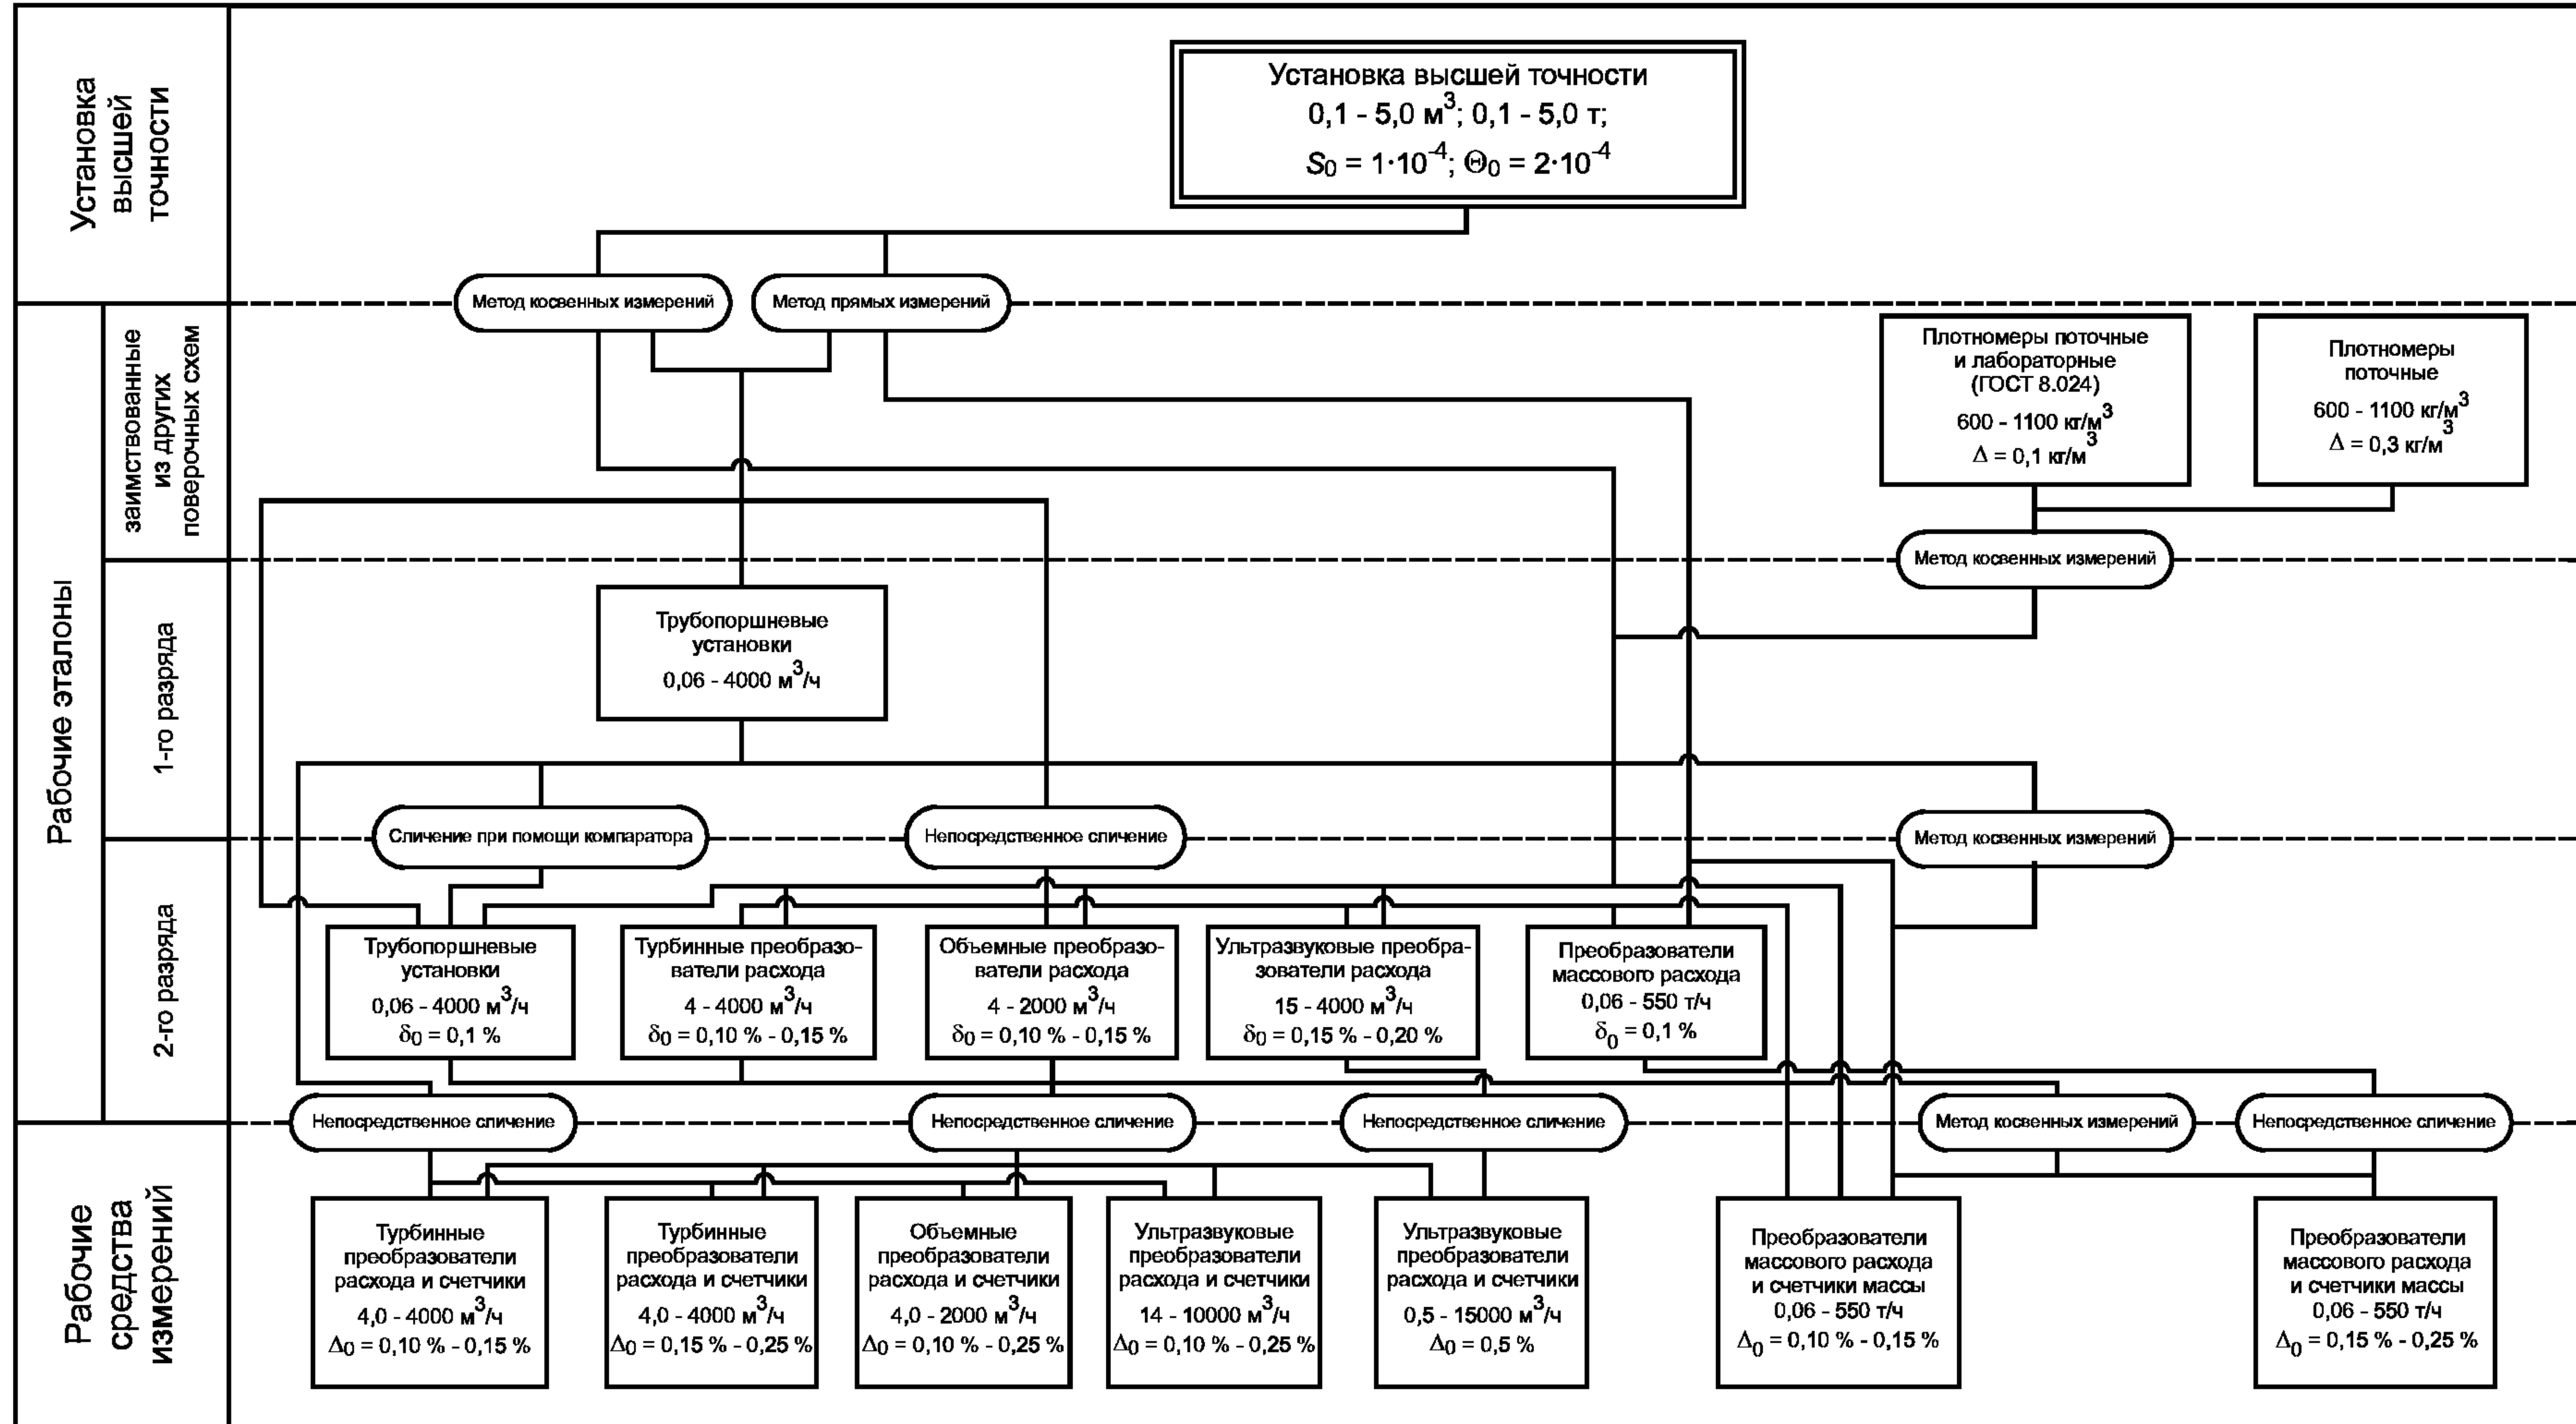 Установка
высшей
точности
Установка высшей точности
0,1 - 5,0 м³; 0,1 - 5,0 т;
S₀ = 1·10⁻⁴; Θ₀ = 2·10⁻⁴
Метод косвенных измерений
Метод прямых измерений
Рабочие эталоны
заимствованные
из других
поверочных схем
Плотномеры поточные
и лабораторные
(ГОСТ 8.024)
600 - 1100 кг/м³
Δ = 0,1 кг/м³
Плотномеры
поточные
600 - 1100 кг/м³
Δ = 0,3 кг/м³
Метод косвенных измерений
1-го разряда
Трубопоршневые
установки
0,06 - 4000 м³/ч
Сличение при помощи компаратора
Непосредственное сличение
Метод косвенных измерений
2-го разряда
Трубопоршневые
установки
0,06 - 4000 м³/ч
δ₀ = 0,1 %
Турбинные преобразо-
ватели расхода
4 - 4000 м³/ч
δ₀ = 0,10 % - 0,15 %
Объемные преобразо-
ватели расхода
4 - 2000 м³/ч
δ₀ = 0,10 % - 0,15 %
Ультразвуковые преобра-
зователи расхода
15 - 4000 м³/ч
δ₀ = 0,15 % - 0,20 %
Преобразователи
массового расхода
0,06 - 550 т/ч
δ₀ = 0,1 %
Непосредственное сличение
Непосредственное сличение
Непосредственное сличение
Метод косвенных измерений
Непосредственное сличение
Рабочие
средства
измерений
Турбинные
преобразователи
расхода и счетчики
4,0 - 4000 м³/ч
Δ₀ = 0,10 % - 0,15 %
Турбинные
преобразователи
расхода и счетчики
4,0 - 4000 м³/ч
Δ₀ = 0,15 % - 0,25 %
Объемные
преобразователи
расхода и счетчики
4,0 - 2000 м³/ч
Δ₀ = 0,10 % - 0,25 %
Ультразвуковые
преобразователи
расхода и счетчики
14 - 10000 м³/ч
Δ₀ = 0,10 % - 0,25 %
Ультразвуковые
преобразователи
расхода и счетчики
0,5 - 15000 м³/ч
Δ₀ = 0,5 %
Преобразователи
массового расхода
и счетчики массы
0,06 - 550 т/ч
Δ₀ = 0,10 % - 0,15 %
Преобразователи
массового расхода
и счетчики массы
0,06 - 550 т/ч
Δ₀ = 0,15 % - 0,25 %